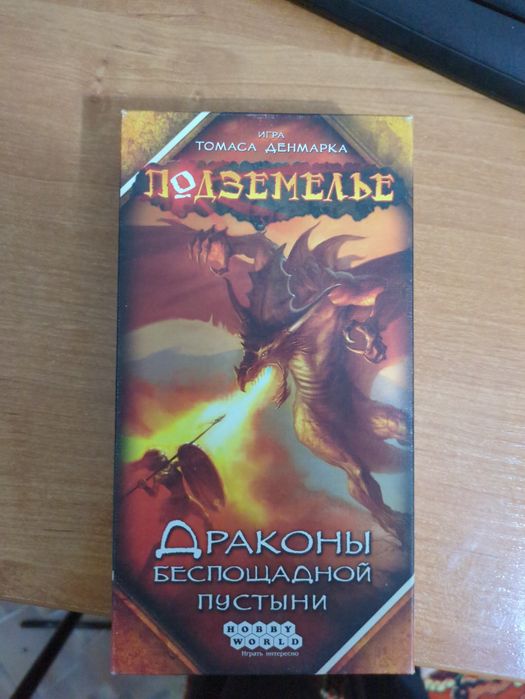 ИГРА
ТОМАСА ДЕНМАРКА
ПОДЗЕМЕЛЬЕ
ДРАКОНЫ
БЕСПОЩАДНОЙ
ПУСТЫНИ
HOBBY
WORLD
Играть интересно